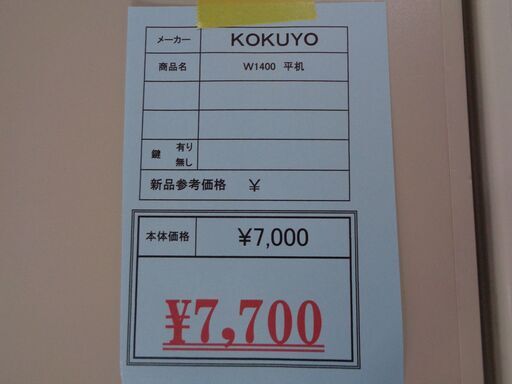 メーカー KOKUYO
商品名 W1400 平机
鍵 有り
無し
新品参考価格 ¥
本体価格 ¥7,000
¥7,700